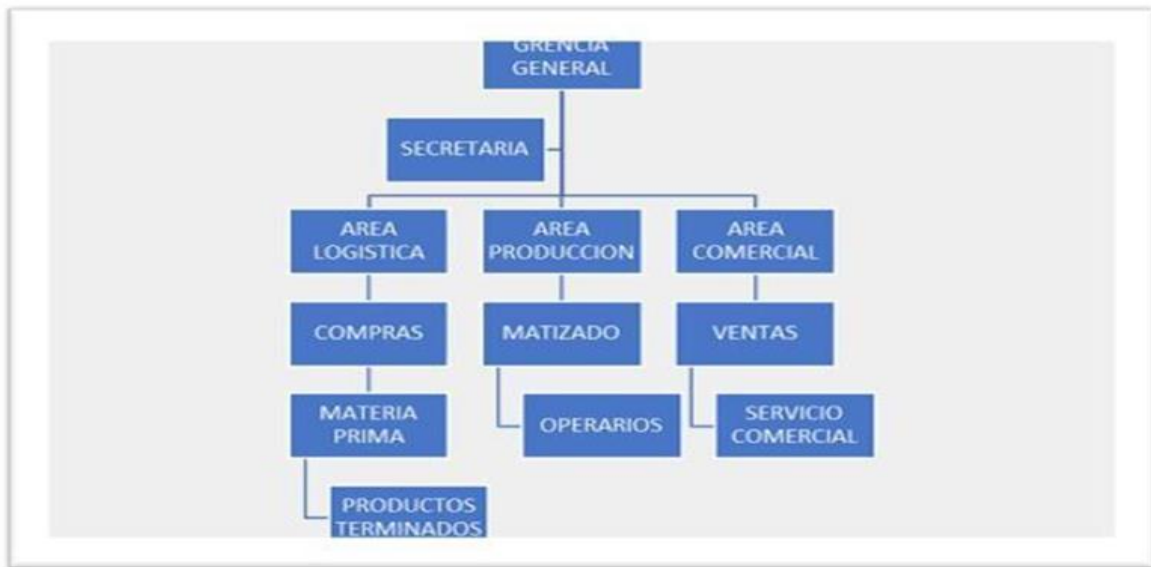 GRENCIA
GENERAL
SECRETARIA
AREA
LOGISTICA
AREA
PRODUCCION
AREA
COMERCIAL
COMPRAS
MATIZADO
VENTAS
MATERIA
PRIMA
OPERARIOS
SERVICIO
COMERCIAL
PRODUCTOS
TERMINADOS